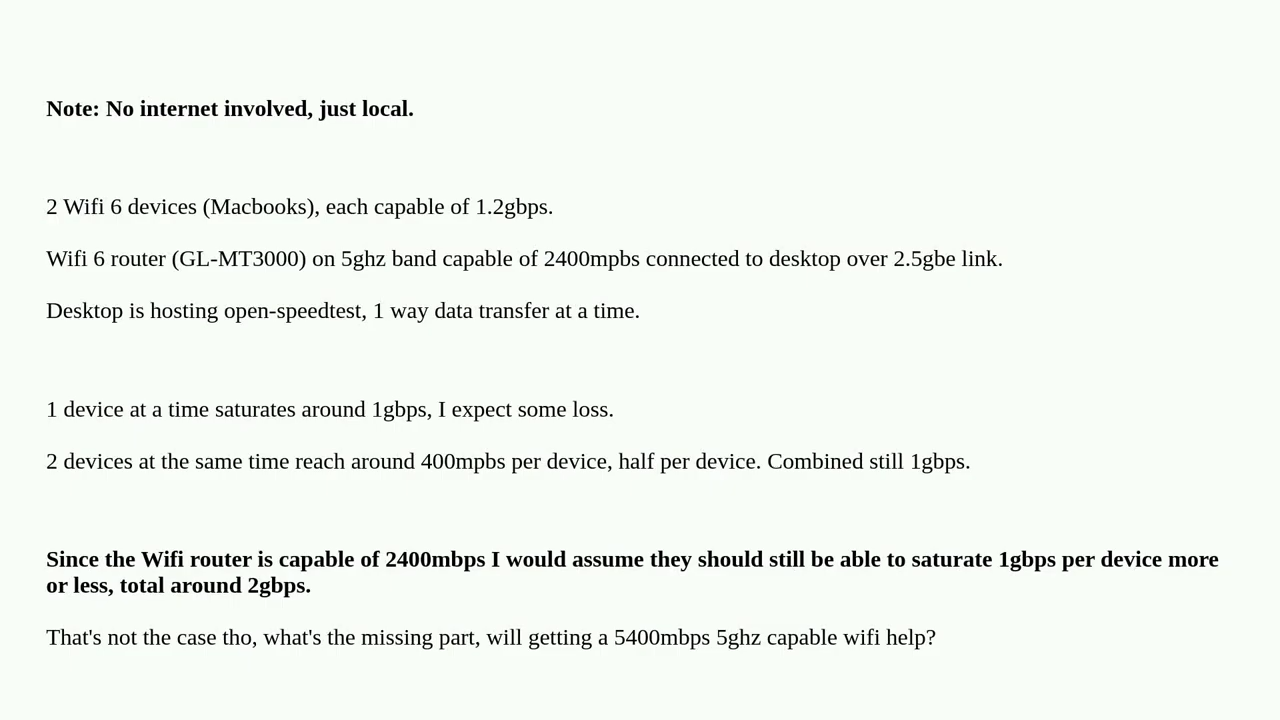 Note: No internet involved, just local.
2 Wifi 6 devices (Macbooks), each capable of 1.2gbps.
Wifi 6 router (GL-MT3000) on 5ghz band capable of 2400mpbs connected to desktop over 2.5gbe link.
Desktop is hosting open-speedtest, 1 way data transfer at a time.
1 device at a time saturates around 1gbps, I expect some loss.
2 devices at the same time reach around 400mpbs per device, half per device. Combined still 1gbps.
Since the Wifi router is capable of 2400mbps I would assume they should still be able to saturate 1gbps per device more
or less, total around 2gbps.
That's not the case tho, what's the missing part, will getting a 5400mbps 5ghz capable wifi help?